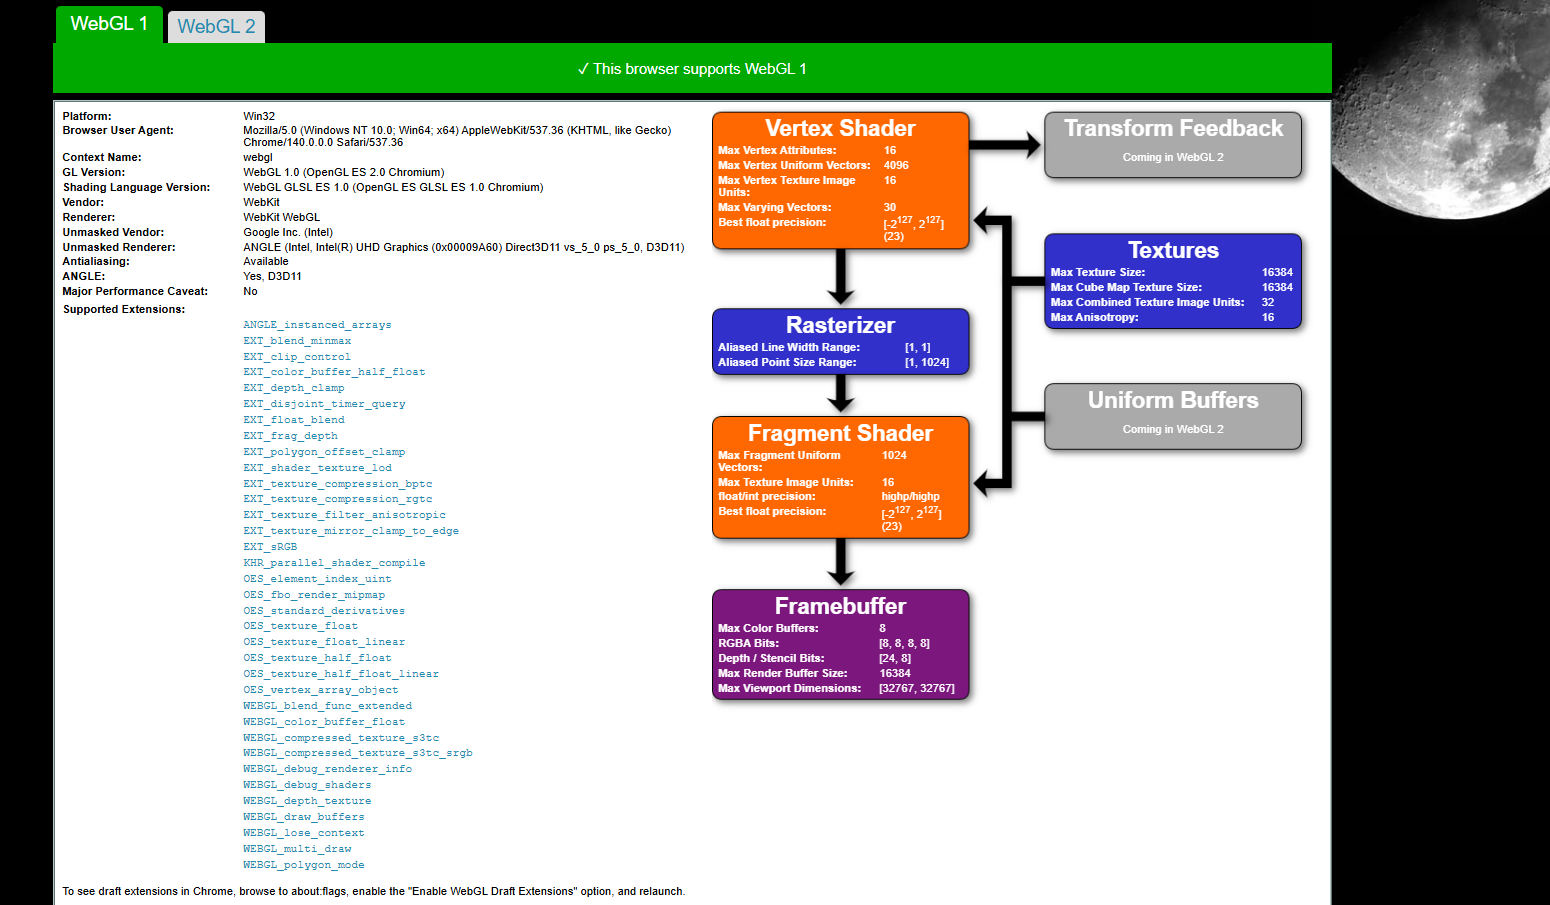 WebGL 1
WebGL 2
✓ This browser supports WebGL 1
Platform: Win32
Browser User Agent: Mozilla/5.0 (Windows NT 10.0; Win64; x64) AppleWebKit/537.36 (KHTML, like Gecko)
Chrome/140.0.0.0 Safari/537.36
Context Name: webgl
GL Version: WebGL 1.0 (OpenGL ES 2.0 Chromium)
Shading Language Version: WebGL GLSL ES 1.0 (OpenGL ES GLSL ES 1.0 Chromium)
Vendor: WebKit
Renderer: WebKit WebGL
Unmasked Vendor: Google Inc. (Intel)
Unmasked Renderer: ANGLE (Intel, Intel(R) UHD Graphics (0x00009A60) Direct3D11 vs_5_0 ps_5_0, D3D11)
Antialiasing: Available
ANGLE: Yes, D3D11
Major Performance Caveat: No
Supported Extensions:
ANGLE_instanced_arrays
EXT_blend_minmax
EXT_clip_control
EXT_color_buffer_half_float
EXT_depth_clamp
EXT_disjoint_timer_query
EXT_float_blend
EXT_frag_depth
EXT_polygon_offset_clamp
EXT_shader_texture_lod
EXT_texture_compression_bptc
EXT_texture_compression_rgtc
EXT_texture_filter_anisotropic
EXT_texture_mirror_clamp_to_edge
EXT_sRGB
KHR_parallel_shader_compile
OES_element_index_uint
OES_fbo_render_mipmap
OES_standard_derivatives
OES_texture_float
OES_texture_float_linear
OES_texture_half_float
OES_texture_half_float_linear
OES_vertex_array_object
WEBGL_blend_func_extended
WEBGL_color_buffer_float
WEBGL_compressed_texture_s3tc
WEBGL_compressed_texture_s3tc_srgb
WEBGL_debug_renderer_info
WEBGL_debug_shaders
WEBGL_depth_texture
WEBGL_draw_buffers
WEBGL_lose_context
WEBGL_multi_draw
WEBGL_polygon_mode
To see draft extensions in Chrome, browse to about:flags, enable the "Enable WebGL Draft Extensions" option, and relaunch.
Vertex Shader
Max Vertex Attributes: 16
Max Vertex Uniform Vectors: 4096
Max Vertex Texture Image 16
Units:
Max Varying Vectors: 30
Best float precision: [-2^127, 2^127]
(23)
Transform Feedback
Coming in WebGL 2
Textures
Max Texture Size: 16384
Max Cube Map Texture Size: 16384
Max Combined Texture Image Units: 32
Max Anisotropy: 16
Rasterizer
Aliased Line Width Range: [1, 1]
Aliased Point Size Range: [1, 1024]
Uniform Buffers
Coming in WebGL 2
Fragment Shader
Max Fragment Uniform 1024
Vectors:
Max Texture Image Units: 16
float/int precision: highp/highp
Best float precision: [-2^127, 2^127]
(23)
Framebuffer
Max Color Buffers: 8
RGBA Bits: [8, 8, 8, 8]
Depth / Stencil Bits: [24, 8]
Max Render Buffer Size: 16384
Max Viewport Dimensions: [32767, 32767]